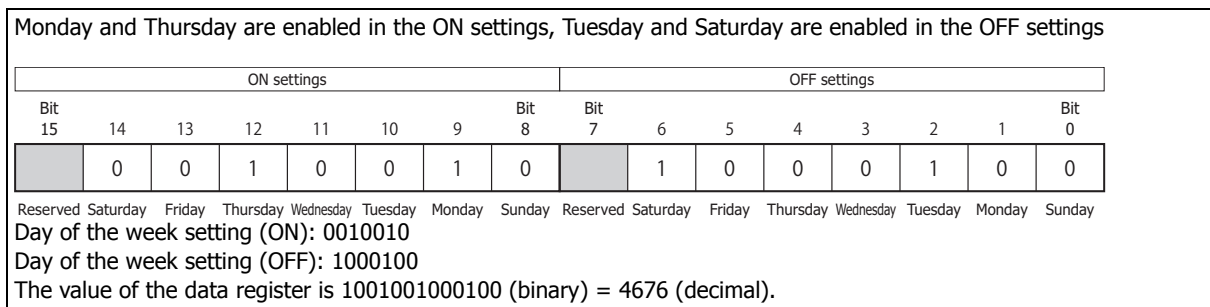 Monday and Thursday are enabled in the ON settings, Tuesday and Saturday are enabled in the OFF settings
ON settings OFF settings
Bit Bit Bit Bit
15 14 13 12 11 10 9 8 7 6 5 4 3 2 1 0
0 0 1 0 0 1 0 1 0 0 0 1 0 0
Reserved Saturday Friday Thursday Wednesday Tuesday Monday Sunday Reserved Saturday Friday Thursday Wednesday Tuesday Monday Sunday
Day of the week setting (ON): 0010010
Day of the week setting (OFF): 1000100
The value of the data register is 1001001000100 (binary) = 4676 (decimal).